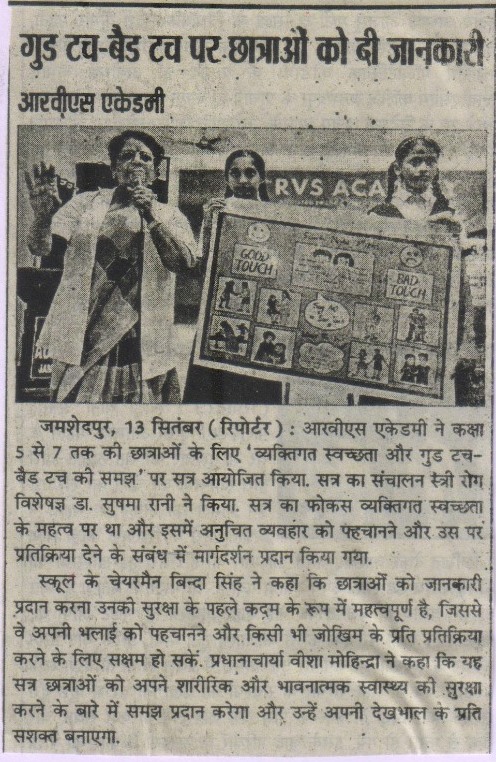 गुड टच-बैड टच पर छात्राओं को दी जानकारी
आरवीएस एकेडमी
RVS ACADEMY
GOOD
TOUCH
BAD
TOUCH
जमशेदपुर, 13 सितंबर (रिपोर्टर) : आरवीएस एकेडमी ने कक्षा
5 से 7 तक की छात्राओं के लिए 'व्यक्तिगत स्वच्छता और गुड टच-
बैड टच की समझ' पर सत्र आयोजित किया. सत्र का संचालन स्त्री रोग
विशेषज्ञ डा. सुषमा रानी ने किया. सत्र का फोकस व्यक्तिगत स्वच्छता
के महत्व पर था और इसमें अनुचित व्यवहार को पहचानने और उस पर
प्रतिक्रिया देने के संबंध में मार्गदर्शन प्रदान किया गया.
स्कूल के चेयरमैन बिन्दा सिंह ने कहा कि छात्राओं को जानकारी
प्रदान करना उनकी सुरक्षा के पहले कदम के रूप में महत्वपूर्ण है, जिससे
वे अपनी भलाई को पहचानने और किसी भी जोखिम के प्रति प्रतिक्रिया
करने के लिए सक्षम हो सकें. प्रधानाचार्या वीशा मोहिन्द्रा ने कहा कि यह
सत्र छात्राओं को अपने शारीरिक और भावनात्मक स्वास्थ्य की सुरक्षा
करने के बारे में समझ प्रदान करेगा और उन्हें अपनी देखभाल के प्रति
सशक्त बनाएगा.